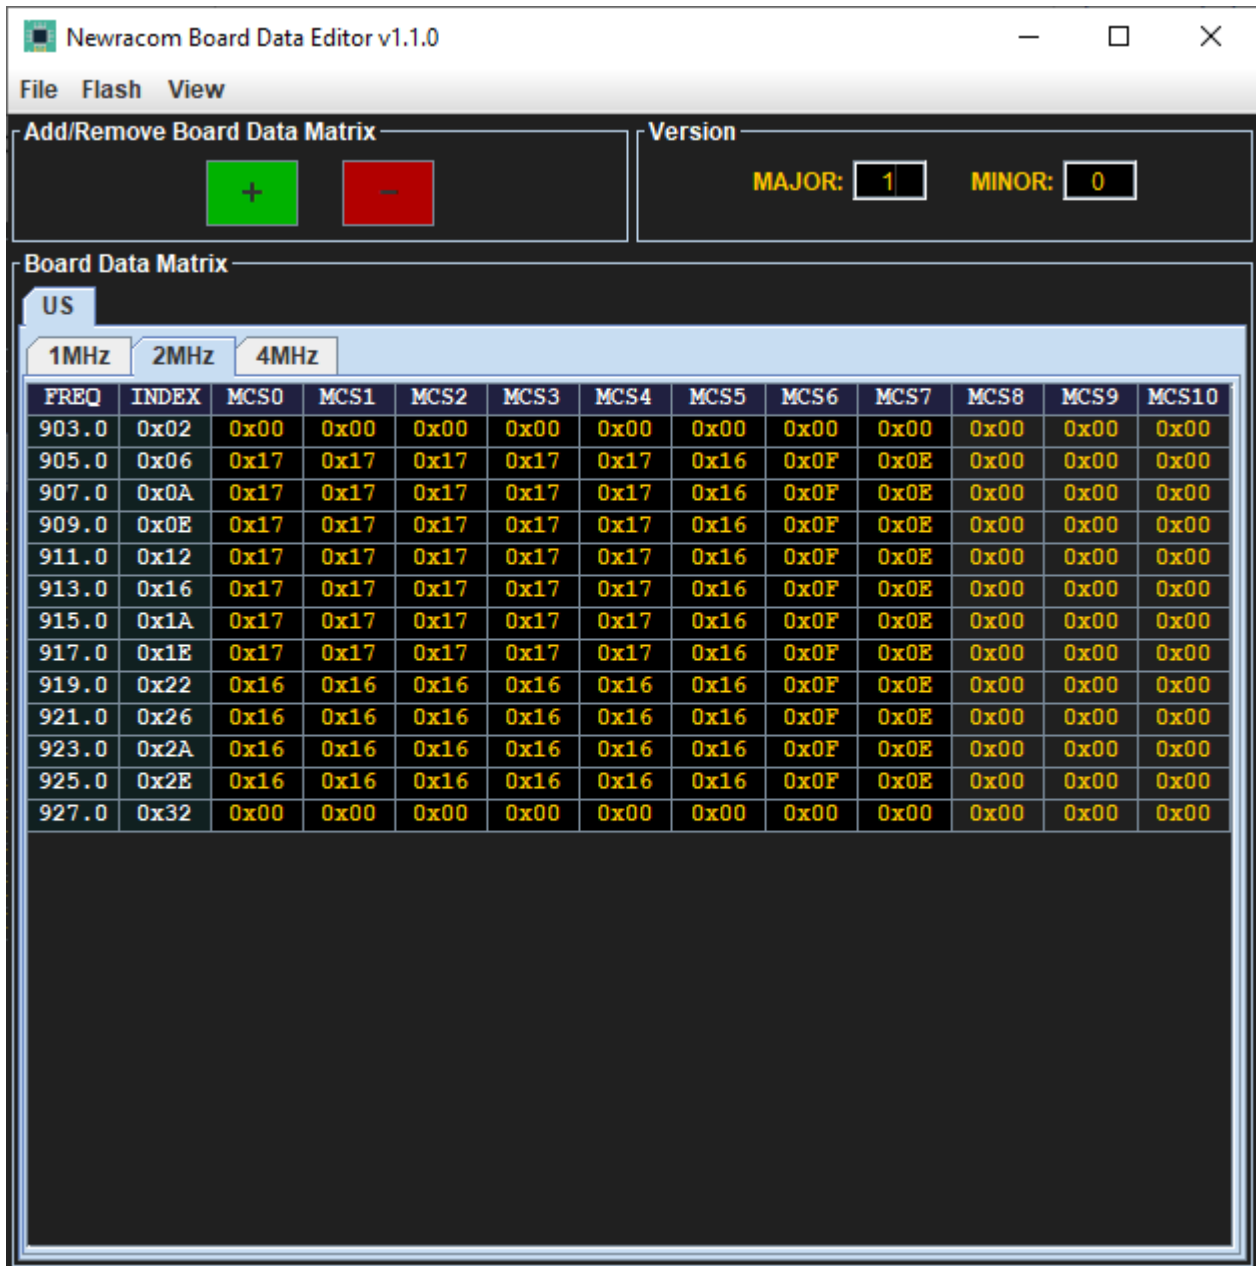 Newracom Board Data Editor v1.1.0
File Flash View
Add/Remove Board Data Matrix Version
+ - MAJOR: 1 MINOR: 0
Board Data Matrix
US
1MHz 2MHz 4MHz
FREQ INDEX MCS0 MCS1 MCS2 MCS3 MCS4 MCS5 MCS6 MCS7 MCS8 MCS9 MCS10
903.0 0x02 0x00 0x00 0x00 0x00 0x00 0x00 0x00 0x00 0x00 0x00 0x00
905.0 0x06 0x17 0x17 0x17 0x17 0x17 0x16 0x0F 0x0E 0x00 0x00 0x00
907.0 0x0A 0x17 0x17 0x17 0x17 0x17 0x16 0x0F 0x0E 0x00 0x00 0x00
909.0 0x0E 0x17 0x17 0x17 0x17 0x17 0x16 0x0F 0x0E 0x00 0x00 0x00
911.0 0x12 0x17 0x17 0x17 0x17 0x17 0x16 0x0F 0x0E 0x00 0x00 0x00
913.0 0x16 0x17 0x17 0x17 0x17 0x17 0x16 0x0F 0x0E 0x00 0x00 0x00
915.0 0x1A 0x17 0x17 0x17 0x17 0x17 0x16 0x0F 0x0E 0x00 0x00 0x00
917.0 0x1E 0x17 0x17 0x17 0x17 0x17 0x16 0x0F 0x0E 0x00 0x00 0x00
919.0 0x22 0x16 0x16 0x16 0x16 0x16 0x16 0x0F 0x0E 0x00 0x00 0x00
921.0 0x26 0x16 0x16 0x16 0x16 0x16 0x16 0x0F 0x0E 0x00 0x00 0x00
923.0 0x2A 0x16 0x16 0x16 0x16 0x16 0x16 0x0F 0x0E 0x00 0x00 0x00
925.0 0x2E 0x16 0x16 0x16 0x16 0x16 0x16 0x0F 0x0E 0x00 0x00 0x00
927.0 0x32 0x00 0x00 0x00 0x00 0x00 0x00 0x00 0x00 0x00 0x00 0x00